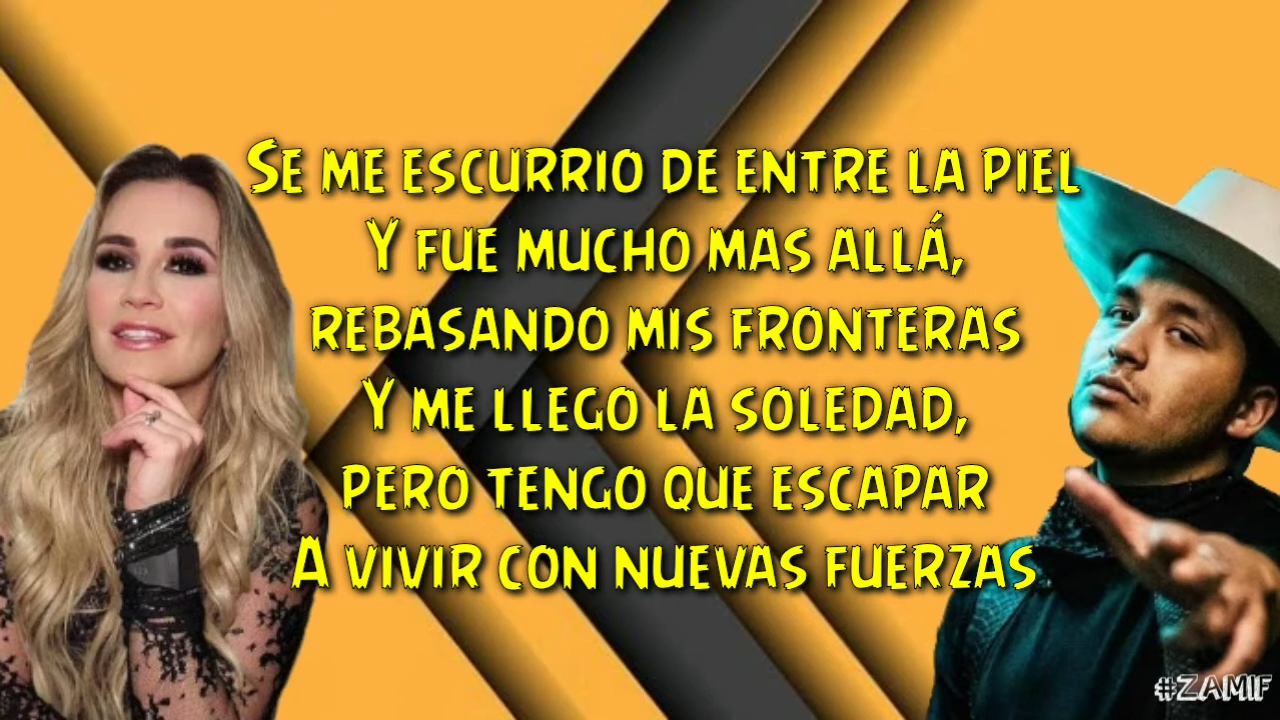 Se me escurrio de entre la piel
Y fue mucho mas allá,
rebasando mis fronteras
Y me llego la soledad,
pero tengo que escapar
A vivir con nuevas fuerzas
#ZAMIF